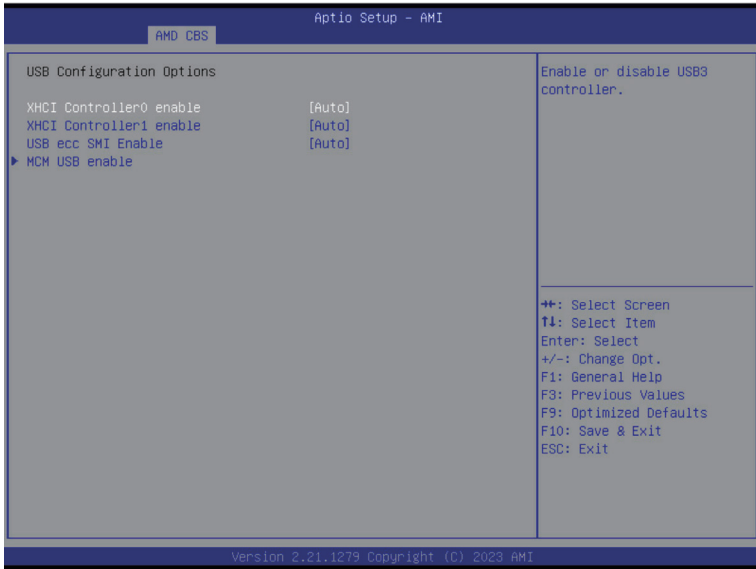 Aptio Setup – AMI
AMD CBS
USB Configuration Options
XHCI Controller0 enable [Auto]
XHCI Controller1 enable [Auto]
USB ecc SMI Enable [Auto]
MCM USB enable
Enable or disable USB3
controller.
→←: Select Screen
↑↓: Select Item
Enter: Select
+/-: Change Opt.
F1: General Help
F3: Previous Values
F9: Optimized Defaults
F10: Save & Exit
ESC: Exit
Version 2.21.1279 Copyright (C) 2023 AMI